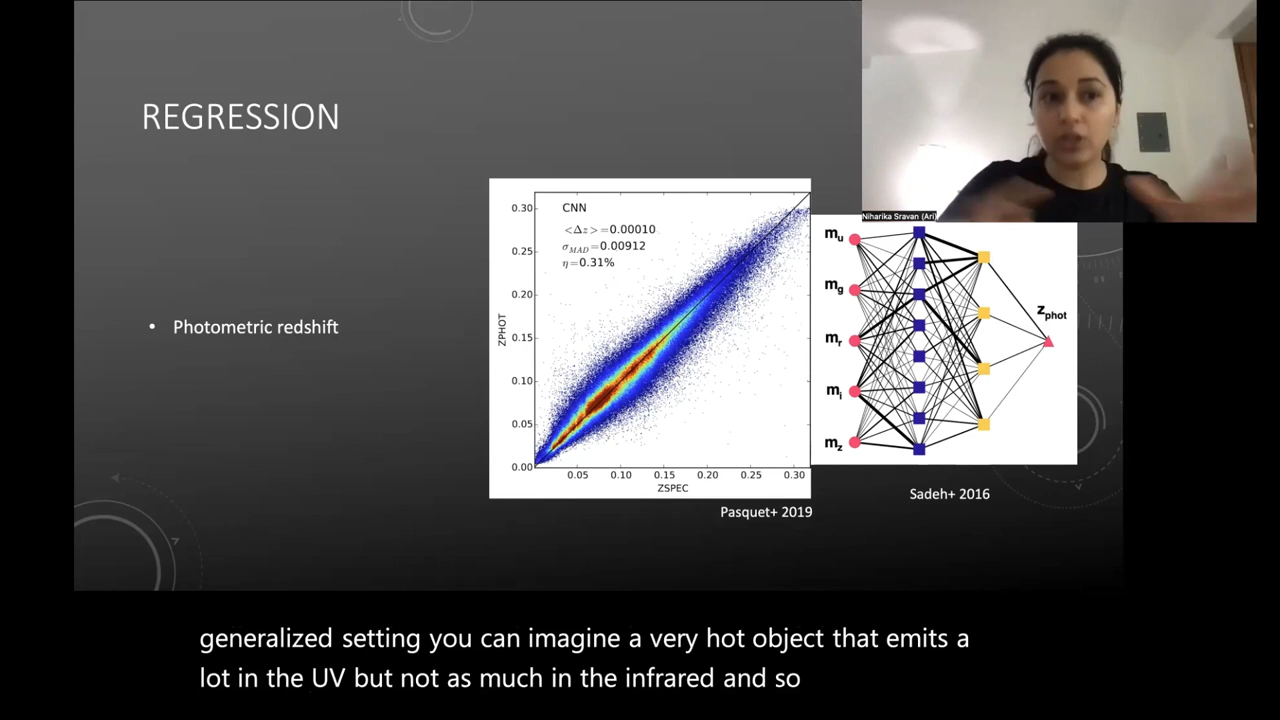 REGRESSION
• Photometric redshift
CNN
<Δz>=0.00010
σMAD=0.00912
η=0.31%
0.30
0.25
0.20
0.15
0.10
0.05
0.00
ZPHOT
0.05 0.10 0.15 0.20 0.25 0.30
ZSPEC
Pasquet+ 2019
mu
mg
mr
mi
mz
zphot
Sadeh+ 2016
Niharika Sravan (Ari)
generalized setting you can imagine a very hot object that emits a
lot in the UV but not as much in the infrared and so